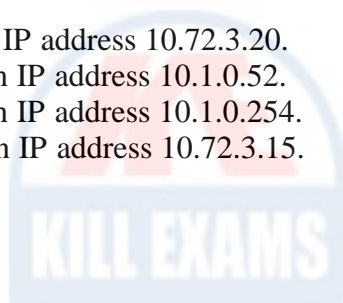 IP address 10.72.3.20.
n IP address 10.1.0.52.
n IP address 10.1.0.254.
n IP address 10.72.3.15.
KILL EXAMS